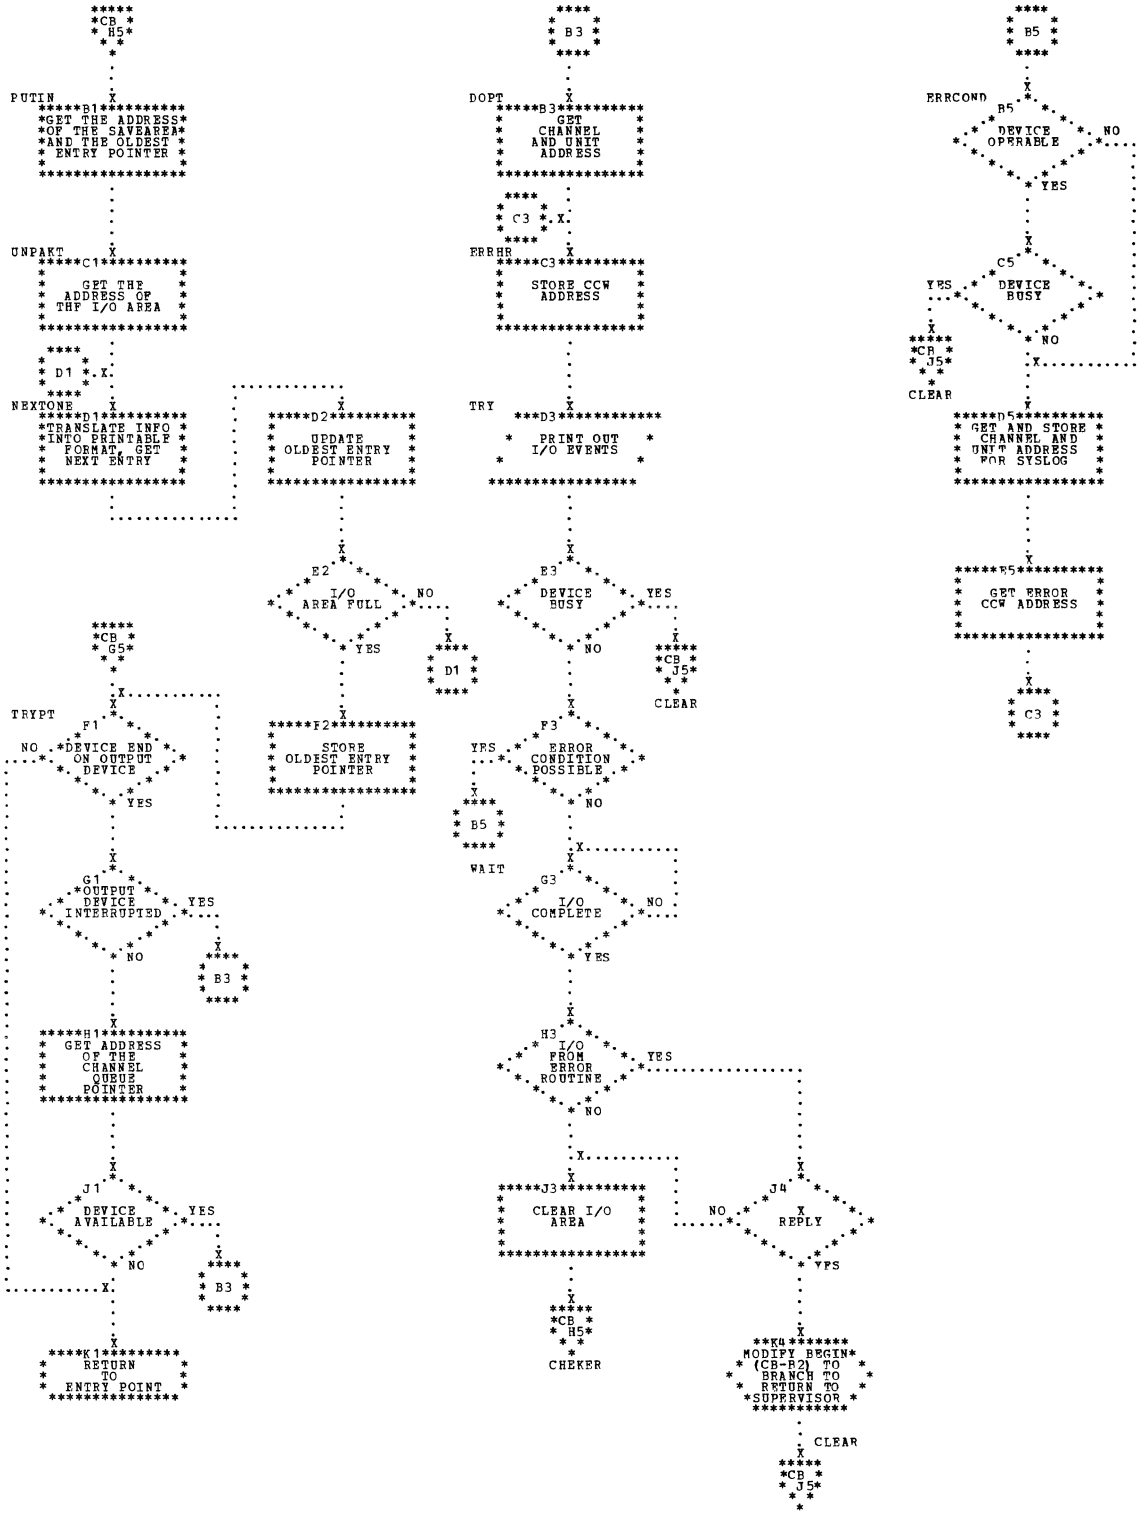 CB
H5
PUTIN
B1
GET THE ADDRESS
OF THE SAVEAREA
AND THE OLDEST
ENTRY POINTER
UNPAKT
C1
GET THE
ADDRESS OF
THF I/O AREA
D1
NEXTONE
D1
TRANSLATE INFO
INTO PRINTABLE
FORMAT, GET
NEXT ENTRY
D2
UPDATE
OLDEST ENTRY
POINTER
E2
I/O
AREA FULL
NO
YES
D1
F2
STORE
OLDEST ENTRY
POINTER
CB
G5
TRYPT
F1
DEVICE END
ON OUTPUT
DEVICE
NO
YES
G1
OUTPUT
DEVICE
INTERRUPTED
YES
NO
B3
H1
GET ADDRESS
OF THE
CHANNEL
QUEUE
POINTER
J1
DEVICE
AVAILABLE
YES
NO
B3
K1
RETURN
TO
ENTRY POINT
B3
DOPT
B3
GET
CHANNEL
AND UNIT
ADDRESS
C3
ERRHR
C3
STORE CCW
ADDRESS
TRY
D3
PRINT OUT
I/O EVENTS
E3
DEVICE
BUSY
YES
NO
CB
J5
CLEAR
F3
ERROR
CONDITION
POSSIBLE
YES
NO
B5
WAIT
G3
I/O
COMPLETE
NO
YES
H3
I/O
FROM
ERROR
ROUTINE
YES
NO
J3
CLEAR I/O
AREA
CB
H5
CHEKER
J4
X
REPLY
NO
YFS
K4
MODIFY BEGIN
(CB-B2) TO
BRANCH TO
RETURN TO
SUPERVISOR
CLEAR
CB
J5
B5
ERRCOND
B5
DEVICE
OPERABLE
NO
YES
C5
DEVICE
BUSY
YES
NO
CB
J5
CLEAR
D5
GET AND STORE
CHANNEL AND
UNIT ADDRESS
FOR SYSLOG
E5
GET ERROR
CCW ADDRESS
C3